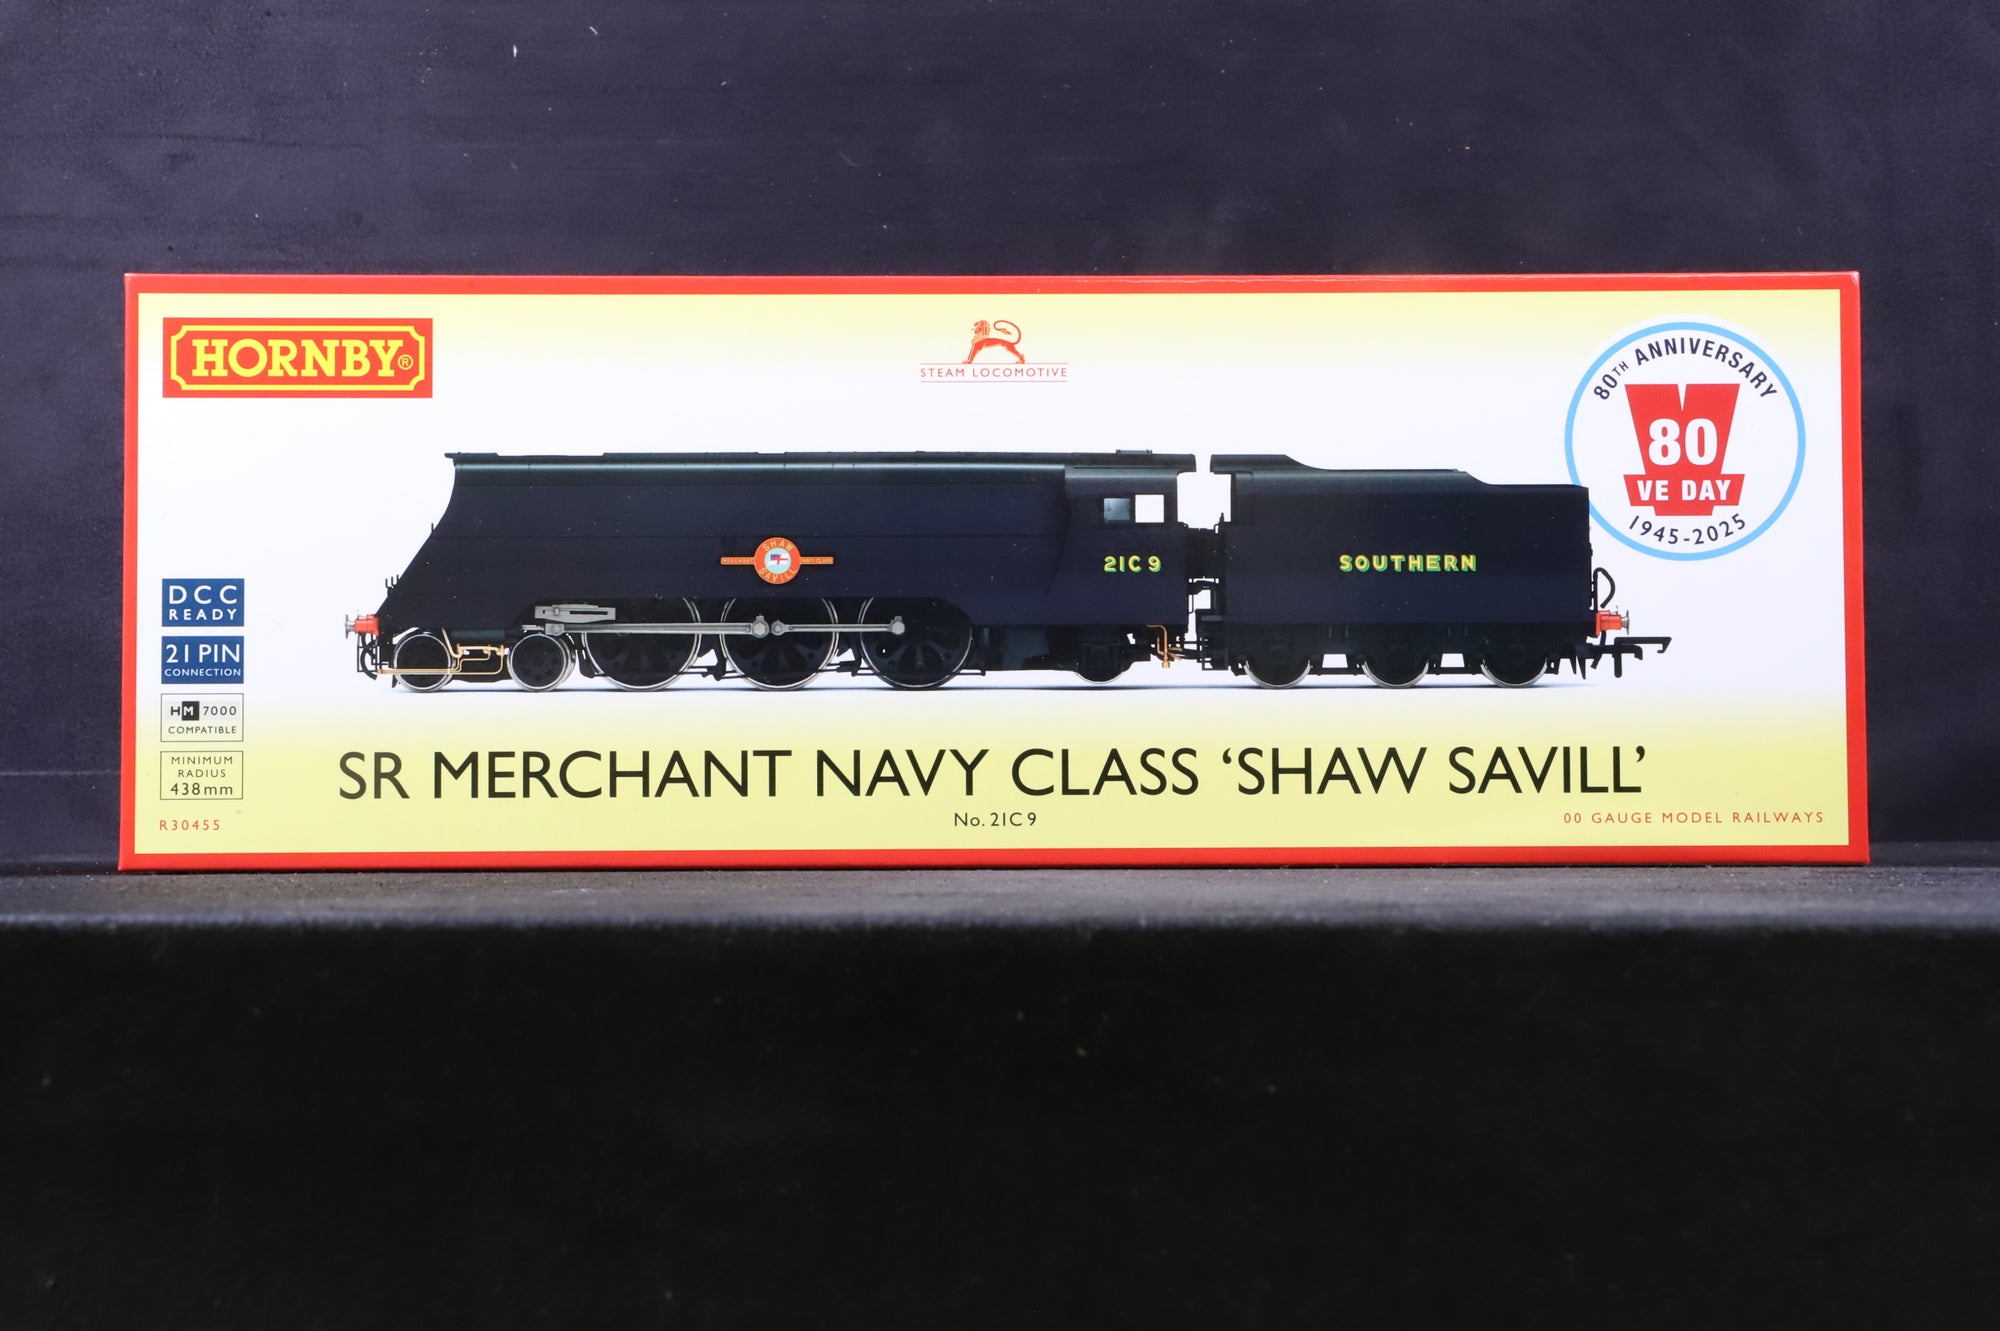 HORNBY®
STEAM LOCOMOTIVE
80TH ANNIVERSARY
80
VE DAY
1945-2025
SHAW
MERCHANT NAVY CLASS
SAVILL
21C9
SOUTHERN
DCC
READY
21 PIN
CONNECTION
HM 7000
COMPATIBLE
MINIMUM
RADIUS
438mm
SR MERCHANT NAVY CLASS ‘SHAW SAVILL’
No. 21C9
R30455
00 GAUGE MODEL RAILWAYS